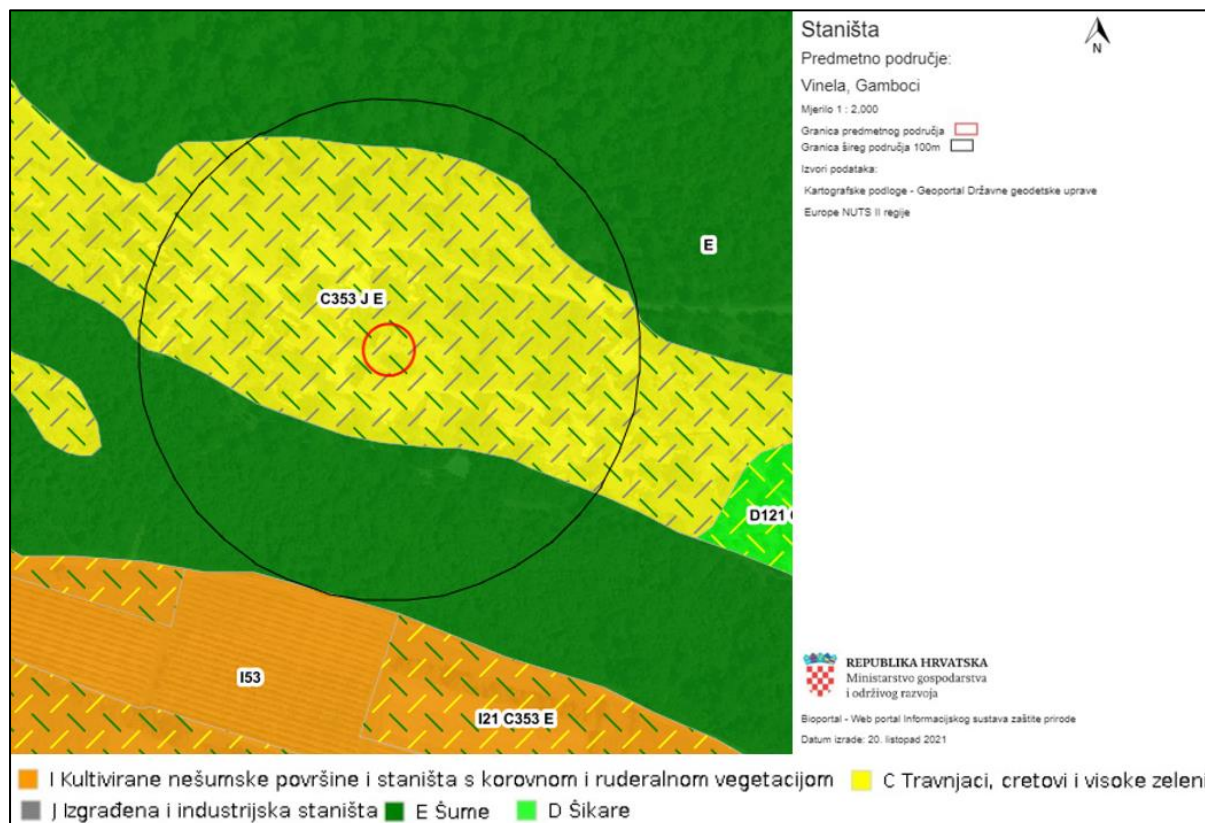 Staništa
N
Predmetno područje:
Vinela, Gamboci
Mjerilo 1 : 2,000
Granica predmetnog područja
Granica šireg područja 100m
Izvori podataka:
Kartografske podloge - Geoportal Državne geodetske uprave
Europe NUTS II regije
E
C353 J E
D121
I53
I21 C353 E
REPUBLIKA HRVATSKA
Ministarstvo gospodarstva
i održivog razvoja
Bioportal - Web portal Informacijskog sustava zaštite prirode
Datum izrade: 20. listopad 2021
I Kultivirane nešumske površine i staništa s korovnom i ruderalnom vegetacijom C Travnjaci, cretovi i visoke zeleni
J Izgrađena i industrijska staništa E Šume D Šikare